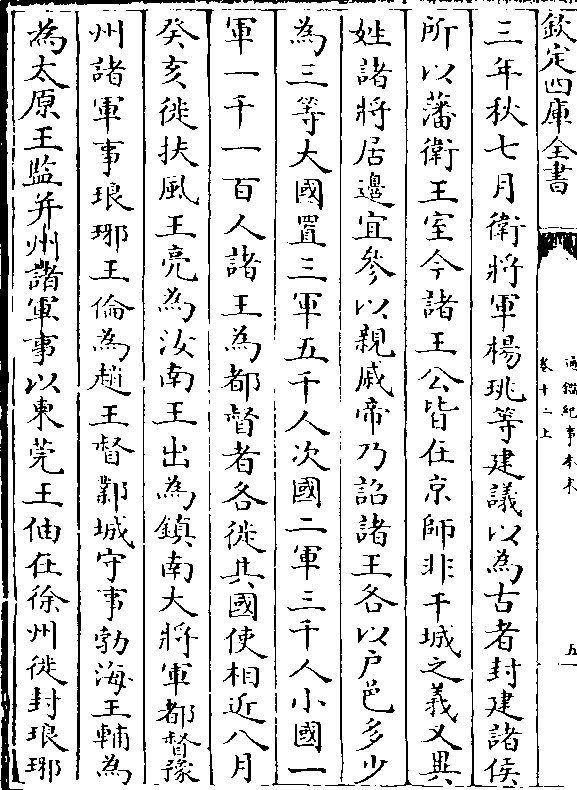 欽定四庫全書
通鑑紀事本末
卷十二上
五
三年秋七月衛將軍楊珧等建議以為古者封建諸侯
所以藩衛王室今諸王公皆在京師非干城之義又異
姓諸將居邊宜參以親戚帝乃詔諸王各以户邑多少
為三等大國置三軍五千人次國二軍三千人小國一
軍一千一百人諸王為都督者各徙其國使相近八月
癸亥徙扶風王亮為汝南王出為鎮南大將軍都督豫
州諸軍事琅邪王倫為趙王督鄴城守事勃海王輔為
為太原王監并州諸軍事以東莞王伷在徐州徙封琅邪